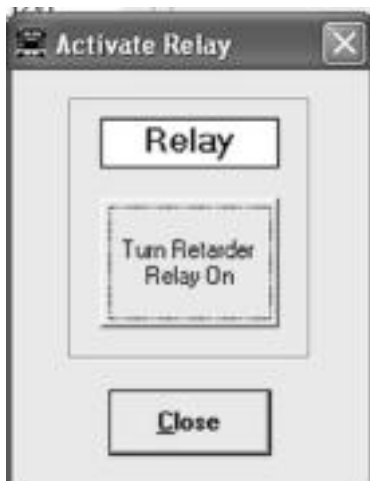 Activate Relay
Relay
Turn Retarder
Relay On
Close